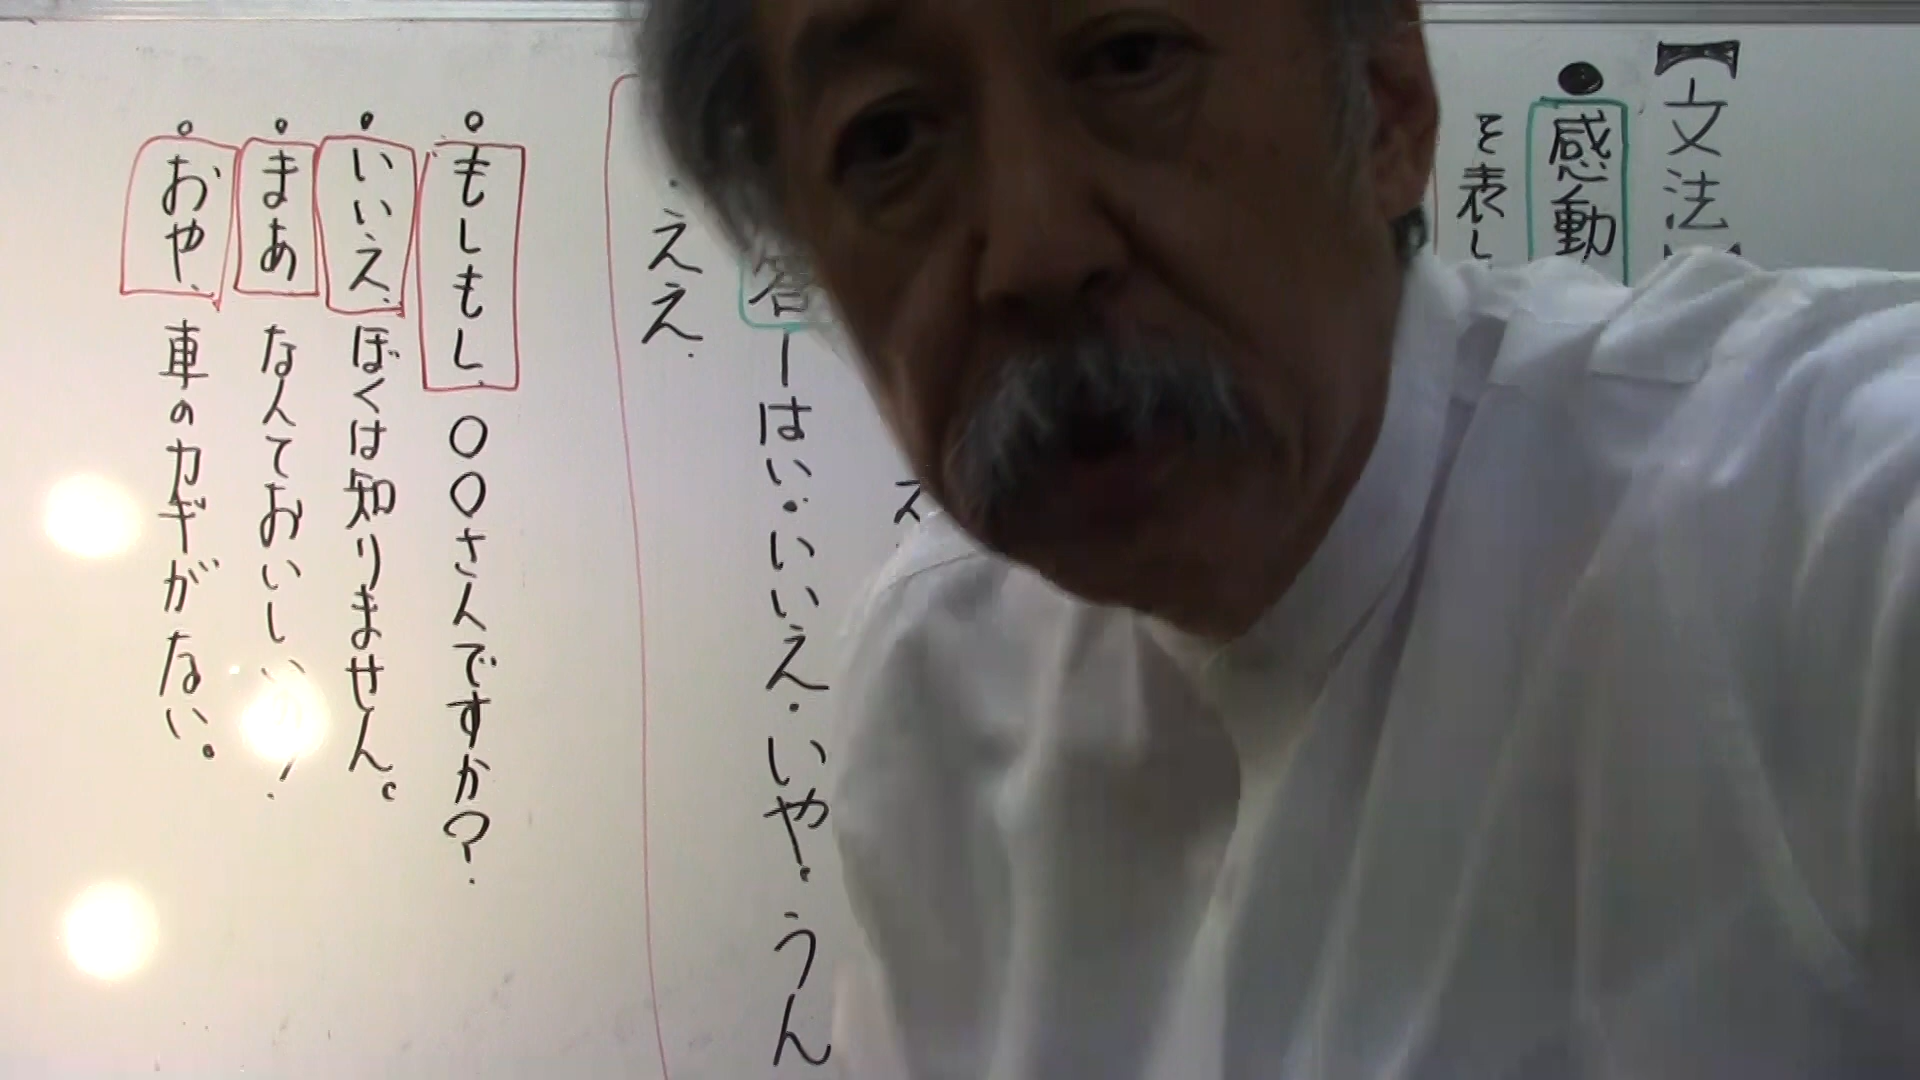 【文法】
●感動
を表し
え
答ーはい・いいえ・いや・うん
・ええ
。もしもし、〇〇さんですか？
・いいえ、ぼくは知りません。
・まあなんておいしい！
。おや、車のカギがない。